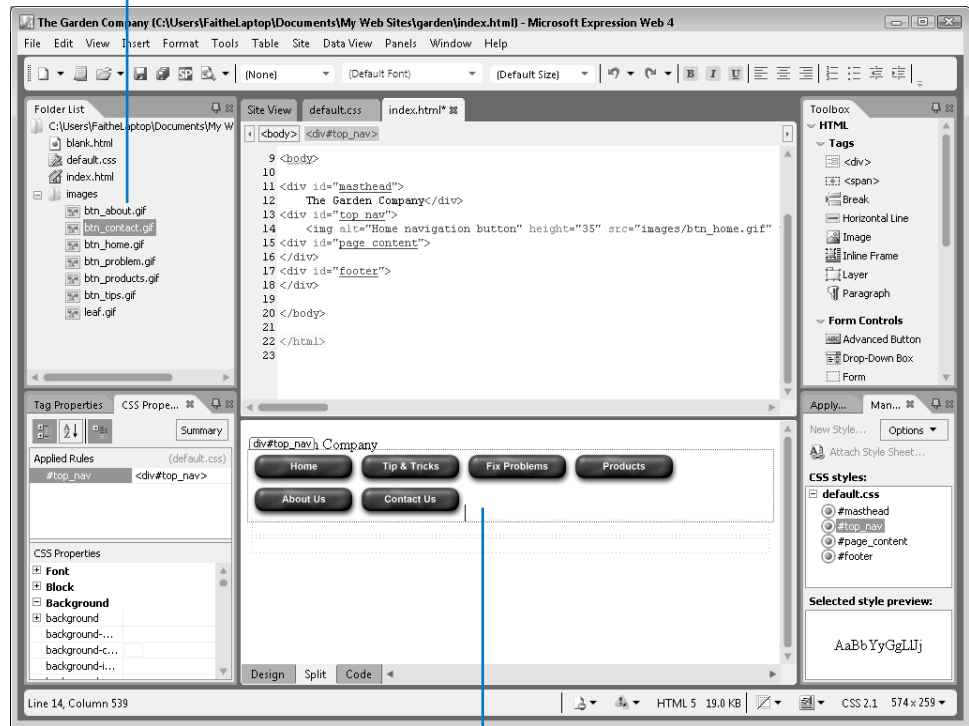 The Garden Company (C:\Users\FaitheLaptop\Documents\My Web Sites\garden\index.html) - Microsoft Expression Web 4
File Edit View Insert Format Tools Table Site Data View Panels Window Help
(None) (Default Font) (Default Size) B I U
Folder List
C:\Users\FaitheLaptop\Documents\My W
blank.html
default.css
index.html
images
btn_about.gif
btn_contact.gif
btn_home.gif
btn_problem.gif
btn_products.gif
btn_tips.gif
leaf.gif
Site View default.css index.html*
<body> <div#top_nav>
9 <body>
10
11 <div id="masthead">
12 The Garden Company</div>
13 <div id="top_nav">
14 <img alt="Home navigation button" height="35" src="images/btn_home.gif"
15 <div id="page_content">
16 </div>
17 <div id="footer">
18 </div>
19
20 </body>
21
22 </html>
23
Toolbox
HTML
Tags
<div>
<span>
Break
Horizontal Line
Image
Inline Frame
Layer
Paragraph
Form Controls
Advanced Button
Drop-Down Box
Form
Tag Properties CSS Prope...
Summary
Applied Rules (default.css)
#top_nav <div#top_nav>
CSS Properties
Font
Block
Background
background
background-...
background-c...
background-i...
div#top_nav Company
Home Tip & Tricks Fix Problems Products
About Us Contact Us
Design Split Code
Apply... Man...
New Style... Options
Attach Style Sheet...
CSS styles:
default.css
#masthead
#top_nav
#page_content
#footer
Selected style preview:
AaBbYyGgLlJj
Line 14, Column 539 HTML 5 19.0 KB CSS 2.1 574 x 259